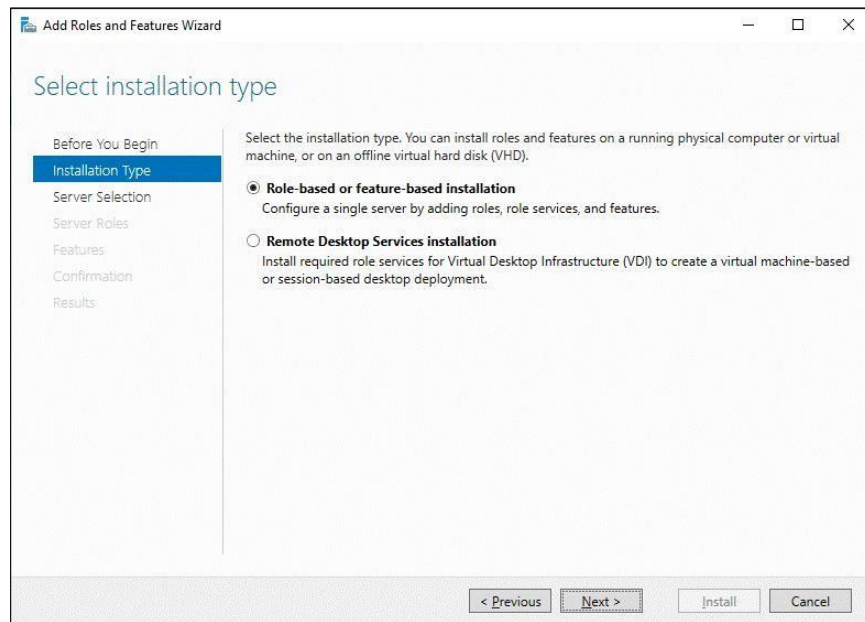 Add Roles and Features Wizard
Select installation type
Before You Begin
Installation Type
Server Selection
Server Roles
Features
Confirmation
Results
Select the installation type. You can install roles and features on a running physical computer or virtual
machine, or on an offline virtual hard disk (VHD).
Role-based or feature-based installation
Configure a single server by adding roles, role services, and features.
Remote Desktop Services installation
Install required role services for Virtual Desktop Infrastructure (VDI) to create a virtual machine-based
or session-based desktop deployment.
< Previous
Next >
Install
Cancel